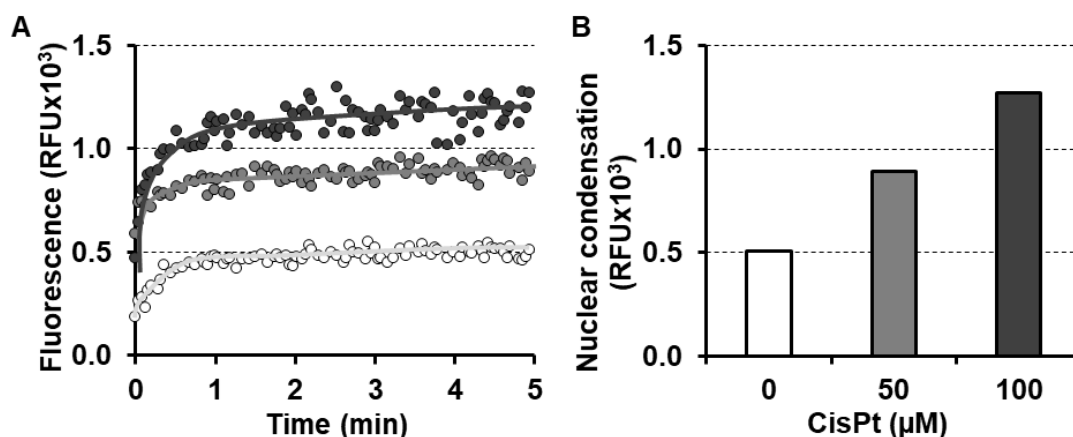 A
Fluorescence (RFUx10³)
1.5
1.0
0.5
0.0
0 1 2 3 4 5
Time (min)
B
Nuclear condensation
(RFUx10³)
1.5
1.0
0.5
0.0
0 50 100
CisPt (µM)